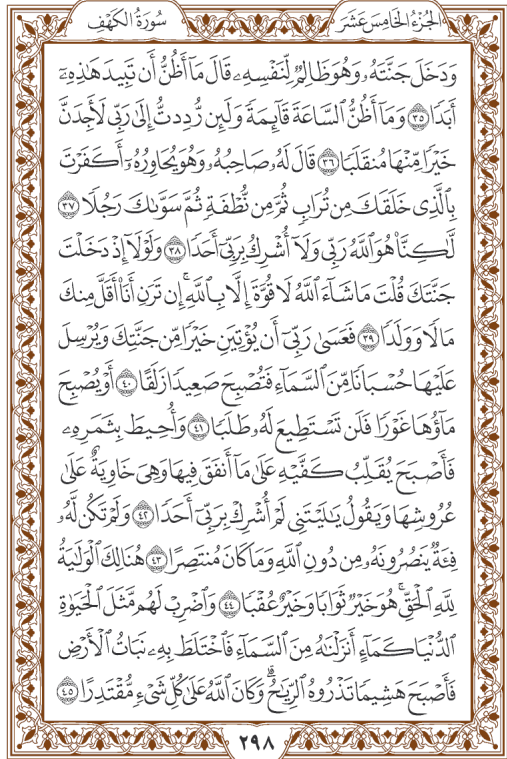 الجزء الخامس عشر
سورة الكهف
وَدَخَلَ جَنَّتَهُۥ وَهُوَ ظَالِمٌ لِّنَفْسِهِۦ قَالَ مَآ أَظُنُّ أَن تَبِيدَ هَٰذِهِۦٓ
أَبَدًا ٣٥ وَمَآ أَظُنُّ ٱلسَّاعَةَ قَآئِمَةً وَلَئِن رُّدِدتُّ إِلَىٰ رَبِّى لَأَجِدَنَّ
خَيْرًا مِّنْهَا مُنقَلَبًا ٣٦ قَالَ لَهُۥ صَاحِبُهُۥ وَهُوَ يُحَاوِرُهُۥٓ أَكَفَرْتَ
بِٱلَّذِى خَلَقَكَ مِن تُرَابٍ ثُمَّ مِن نُّطْفَةٍ ثُمَّ سَوَّىٰكَ رَجُلًا ٣٧
لَّٰكِنَّا۠ هُوَ ٱللَّهُ رَبِّى وَلَآ أُشْرِكُ بِرَبِّىٓ أَحَدًا ٣٨ وَلَوْلَآ إِذْ دَخَلْتَ
جَنَّتَكَ قُلْتَ مَا شَآءَ ٱللَّهُ لَا قُوَّةَ إِلَّا بِٱللَّهِۚ إِن تَرَنِ أَنَا۠ أَقَلَّ مِنكَ
مَالًا وَوَلَدًا ٣٩ فَعَسَىٰ رَبِّىٓ أَن يُؤْتِيَنِ خَيْرًا مِّن جَنَّتِكَ وَيُرْسِلَ
عَلَيْهَا حُسْبَانًا مِّنَ ٱلسَّمَآءِ فَتُصْبِحَ صَعِيدًا زَلَقًا ٤٠ أَوْ يُصْبِحَ
مَآؤُهَا غَوْرًا فَلَن تَسْتَطِيعَ لَهُۥ طَلَبًا ٤١ وَأُحِيطَ بِثَمَرِهِۦ
فَأَصْبَحَ يُقَلِّبُ كَفَّيْهِ عَلَىٰ مَآ أَنفَقَ فِيهَا وَهِىَ خَاوِيَةٌ عَلَىٰ
عُرُوشِهَا وَيَقُولُ يَٰلَيْتَنِى لَمْ أُشْرِكْ بِرَبِّىٓ أَحَدًا ٤٢ وَلَمْ تَكُن لَّهُۥ
فِئَةٌ يَنصُرُونَهُۥ مِن دُونِ ٱللَّهِ وَمَا كَانَ مُنتَصِرًا ٤٣ هُنَالِكَ ٱلْوَلَٰيَةُ
لِلَّهِ ٱلْحَقِّۚ هُوَ خَيْرٌ ثَوَابًا وَخَيْرٌ عُقْبًا ٤٤ وَٱضْرِبْ لَهُم مَّثَلَ ٱلْحَيَوٰةِ
ٱلدُّنْيَا كَمَآءٍ أَنزَلْنَٰهُ مِنَ ٱلسَّمَآءِ فَٱخْتَلَطَ بِهِۦ نَبَاتُ ٱلْأَرْضِ
فَأَصْبَحَ هَشِيمًا تَذْرُوهُ ٱلرِّيَٰحُۗ وَكَانَ ٱللَّهُ عَلَىٰ كُلِّ شَىْءٍ مُّقْتَدِرًا ٤٥
٢٩٨